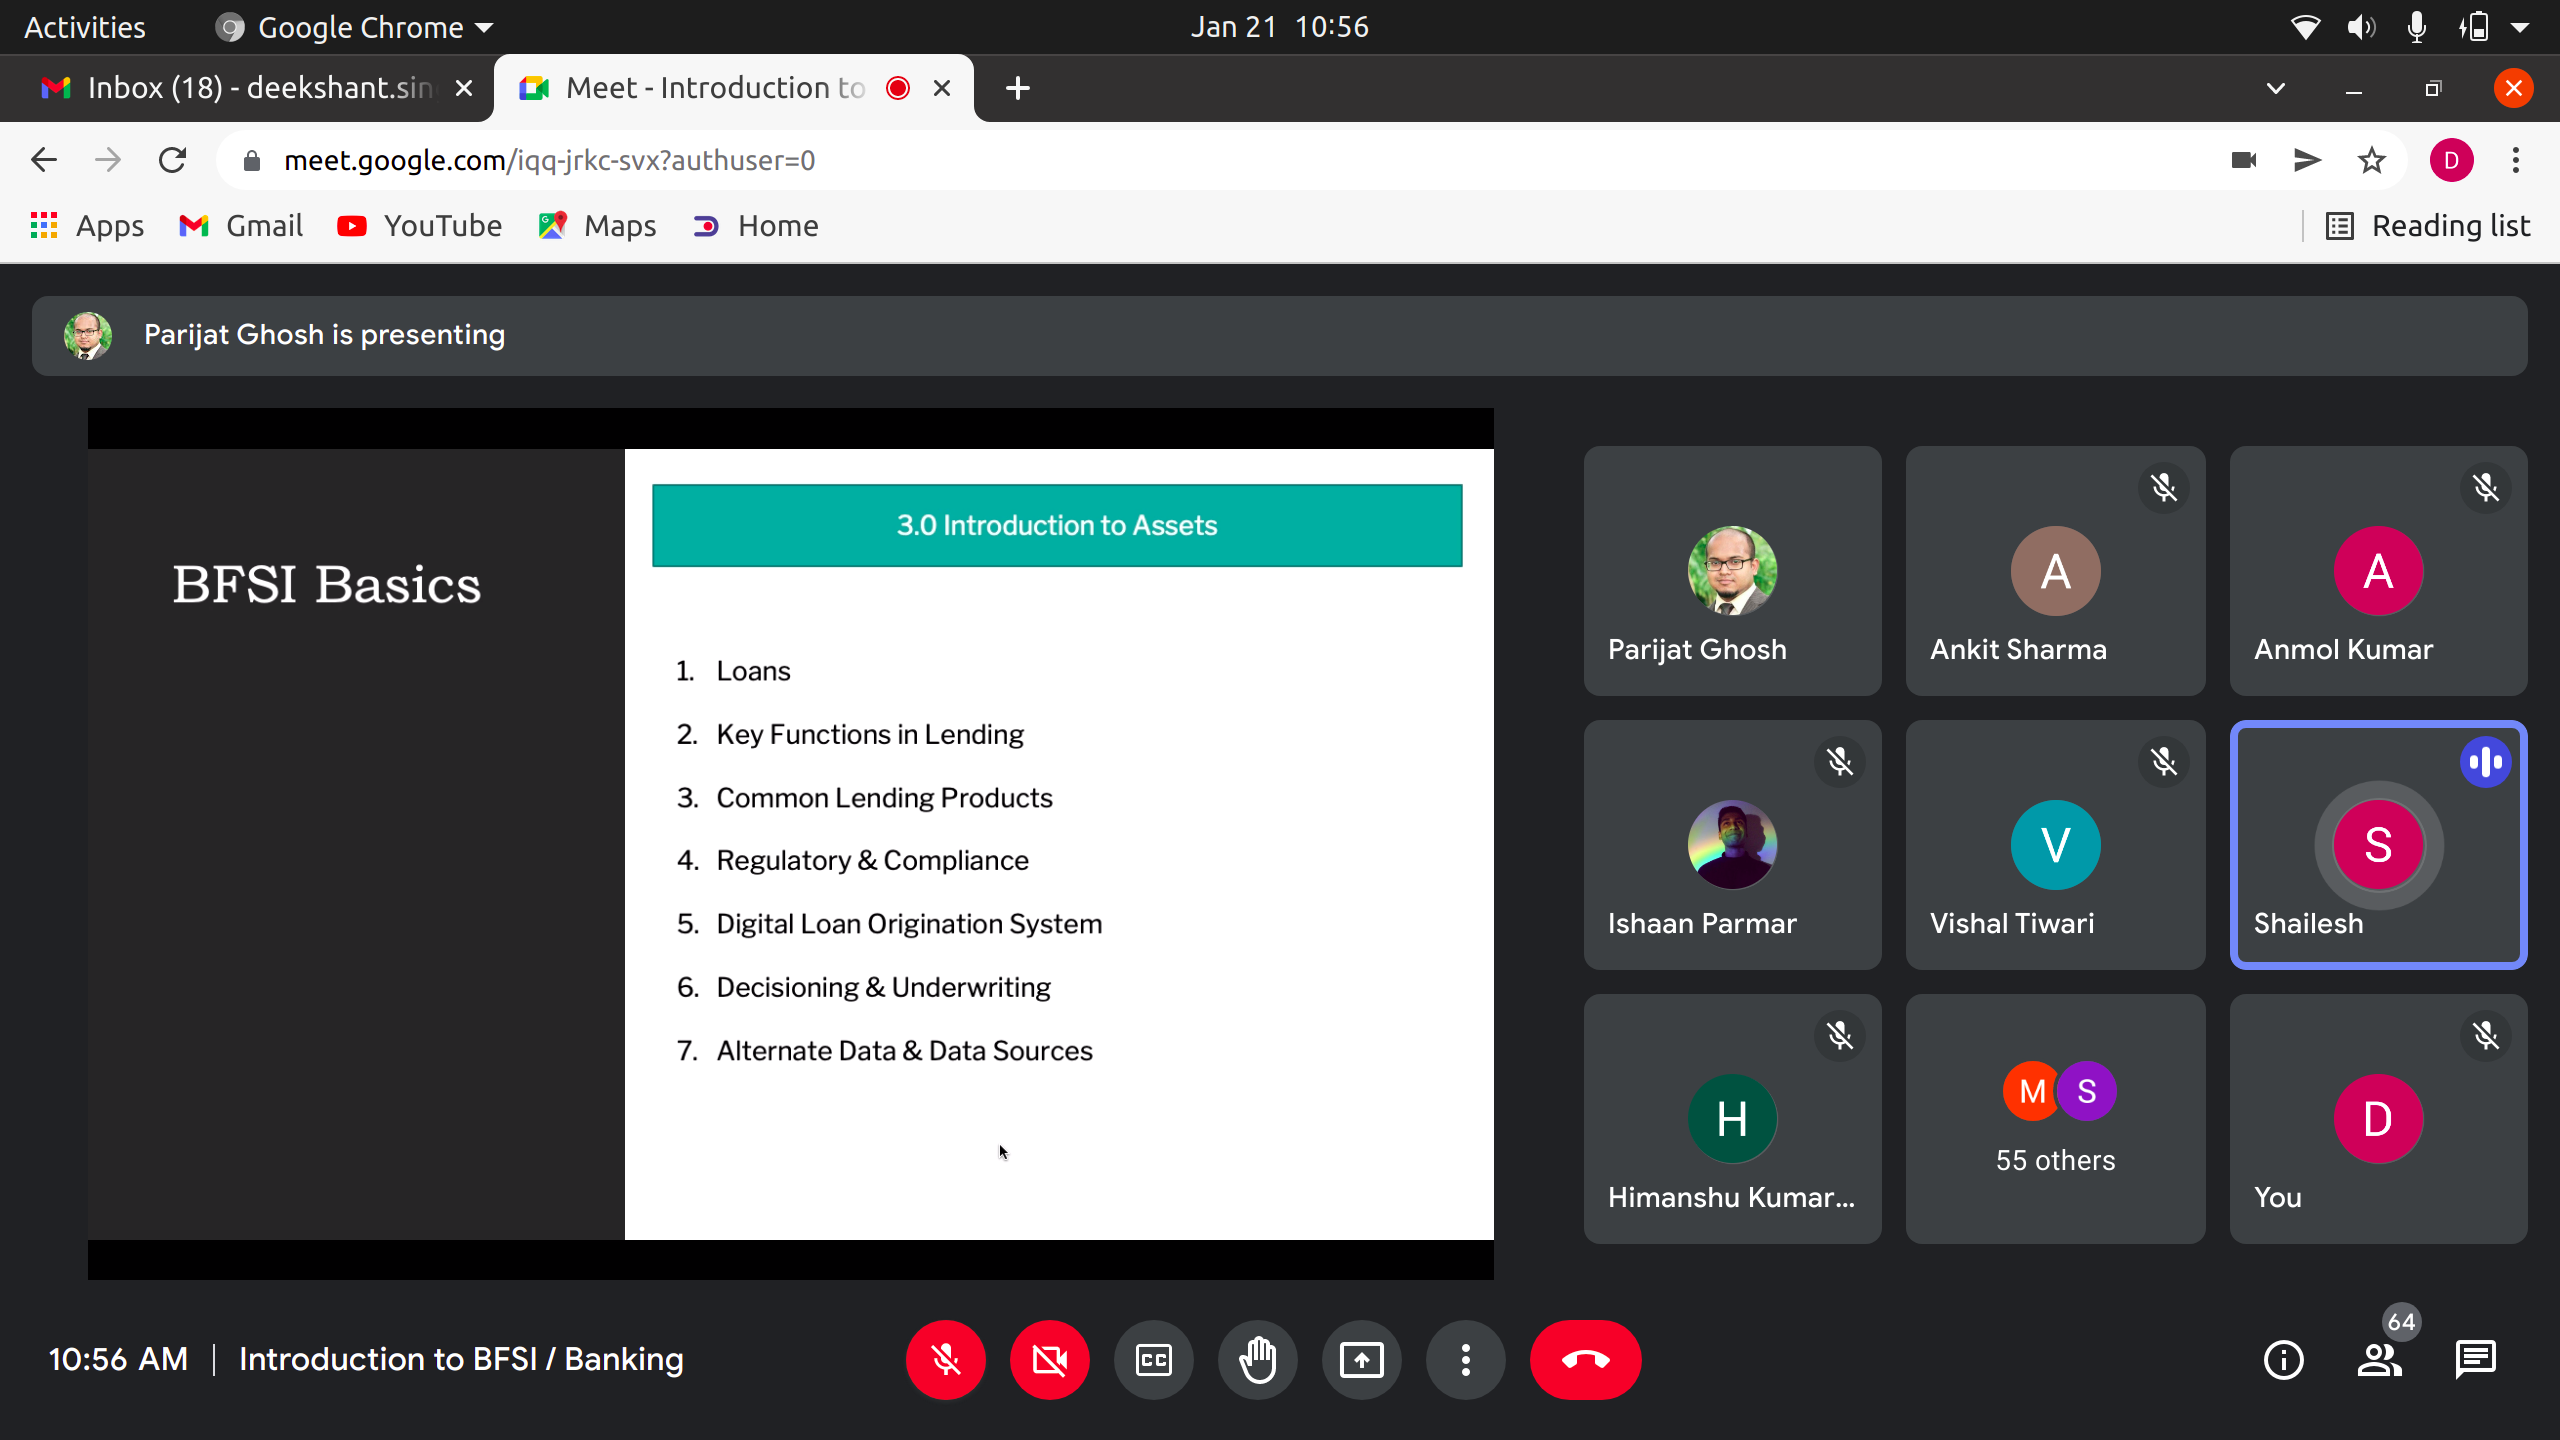 Activities
Google Chrome
Jan 21 10:56
Inbox (18) - deekshant.sin
Meet - Introduction to
meet.google.com/iqq-jrkc-svx?authuser=0
D
Apps
Gmail
YouTube
Maps
Home
Reading list
Parijat Ghosh is presenting
BFSI Basics
3.0 Introduction to Assets
1. Loans
2. Key Functions in Lending
3. Common Lending Products
4. Regulatory & Compliance
5. Digital Loan Origination System
6. Decisioning & Underwriting
7. Alternate Data & Data Sources
Parijat Ghosh
A
Ankit Sharma
A
Anmol Kumar
Ishaan Parmar
V
Vishal Tiwari
S
Shailesh
H
Himanshu Kumar...
M S
55 others
D
You
10:56 AM | Introduction to BFSI / Banking
CC
64